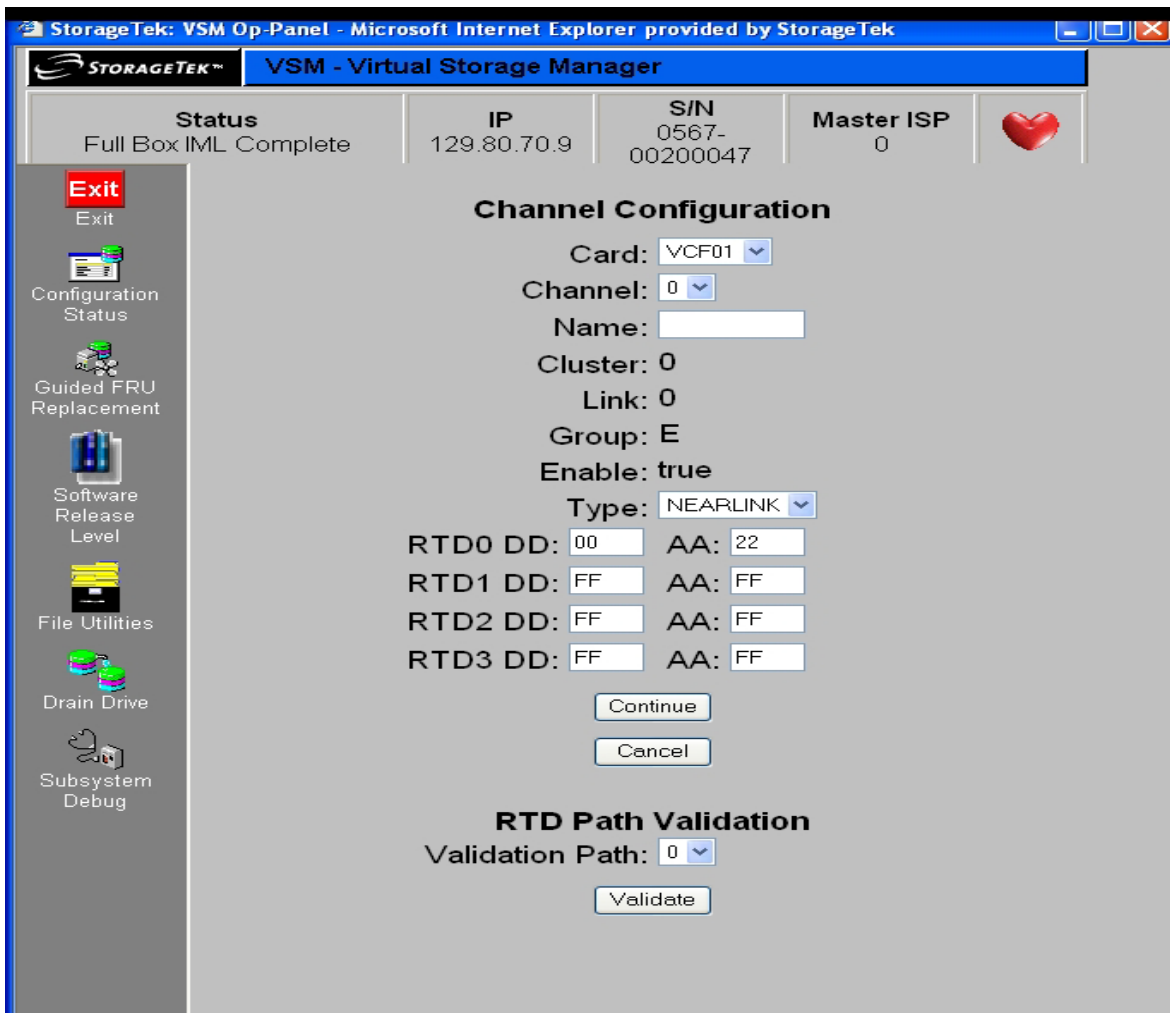 StorageTek: VSM Op-Panel - Microsoft Internet Explorer provided by StorageTek
STORAGETEK™ VSM - Virtual Storage Manager
Status
Full Box IML Complete
IP
129.80.70.9
S/N
0567-
00200047
Master ISP
0
Exit
Exit
Configuration
Status
Guided FRU
Replacement
Software
Release
Level
File Utilities
Drain Drive
Subsystem
Debug
Channel Configuration
Card: VCF01
Channel: 0
Name:
Cluster: 0
Link: 0
Group: E
Enable: true
Type: NEARLINK
RTD0 DD: 00 AA: 22
RTD1 DD: FF AA: FF
RTD2 DD: FF AA: FF
RTD3 DD: FF AA: FF
Continue
Cancel
RTD Path Validation
Validation Path: 0
Validate